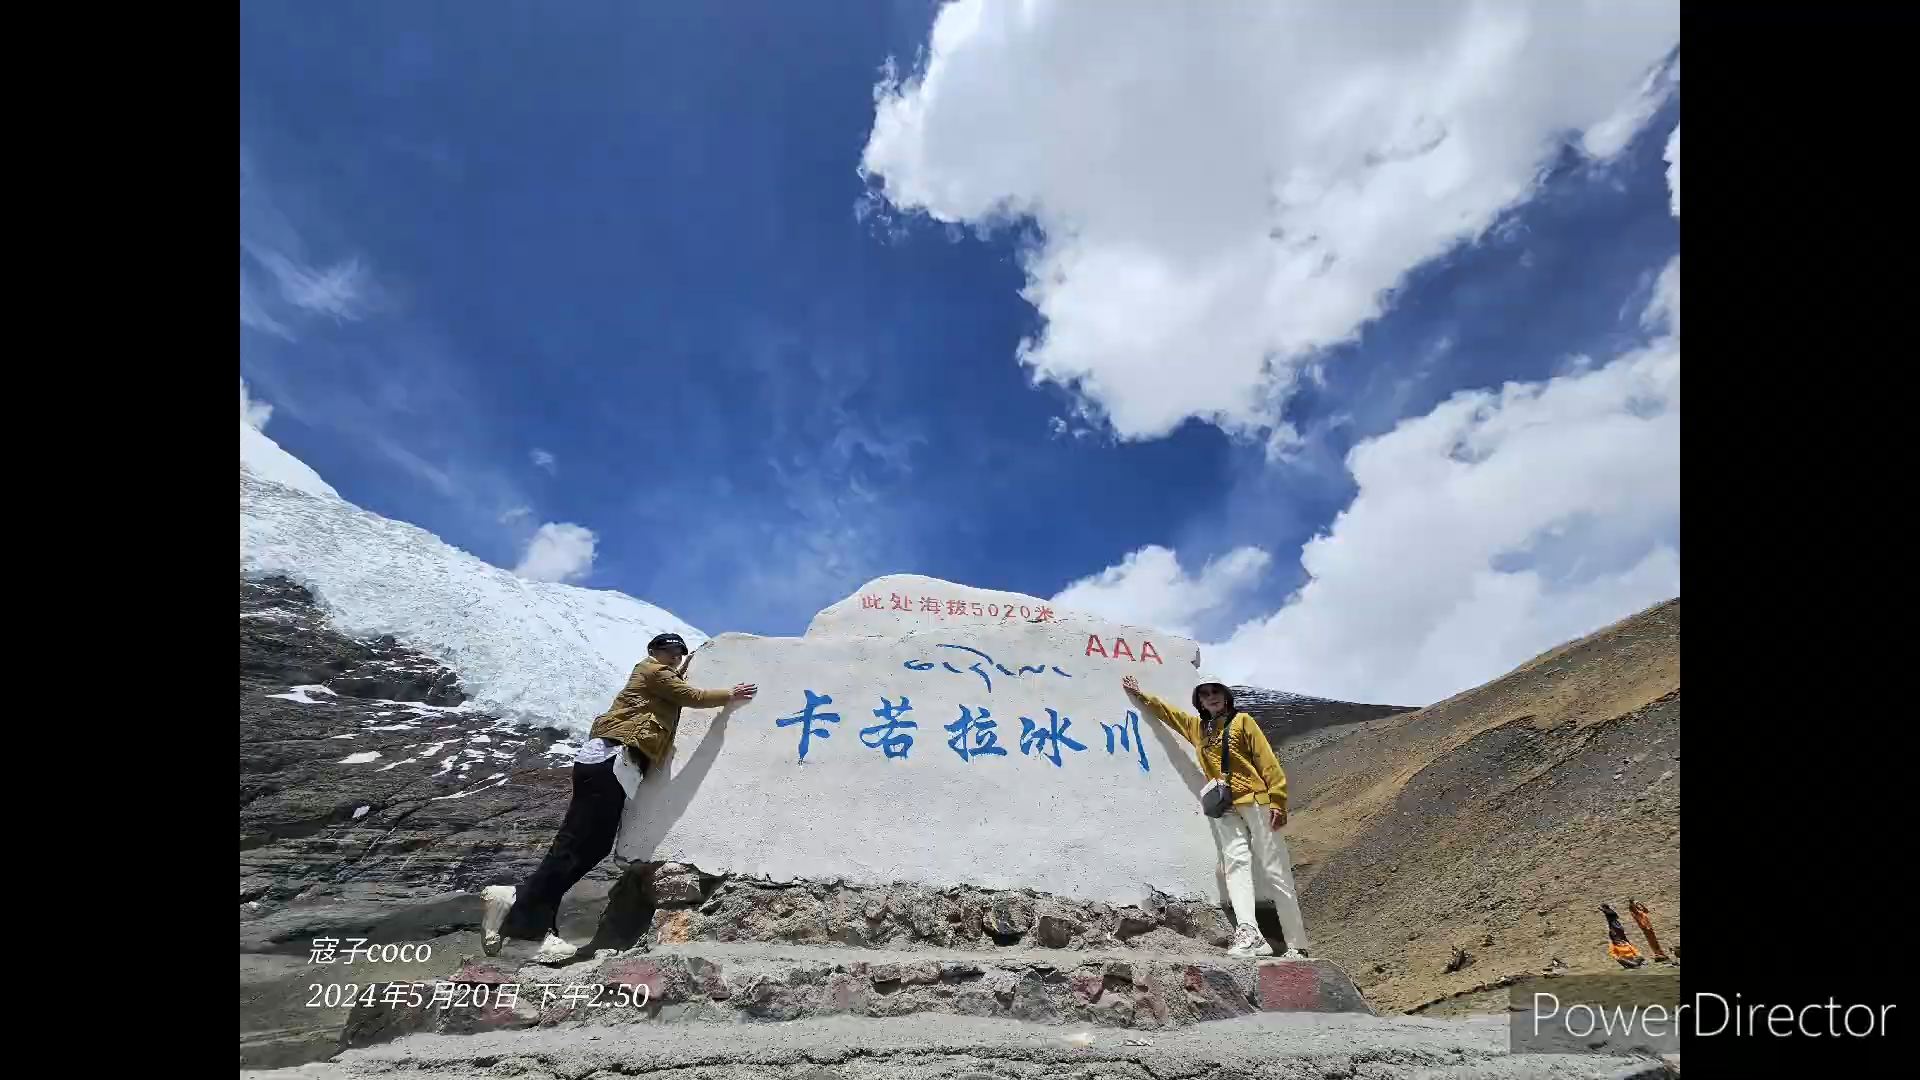 此处海拔5020米
AAA
卡若拉冰川
寇子coco
2024年5月20日 下午2:50
PowerDirector